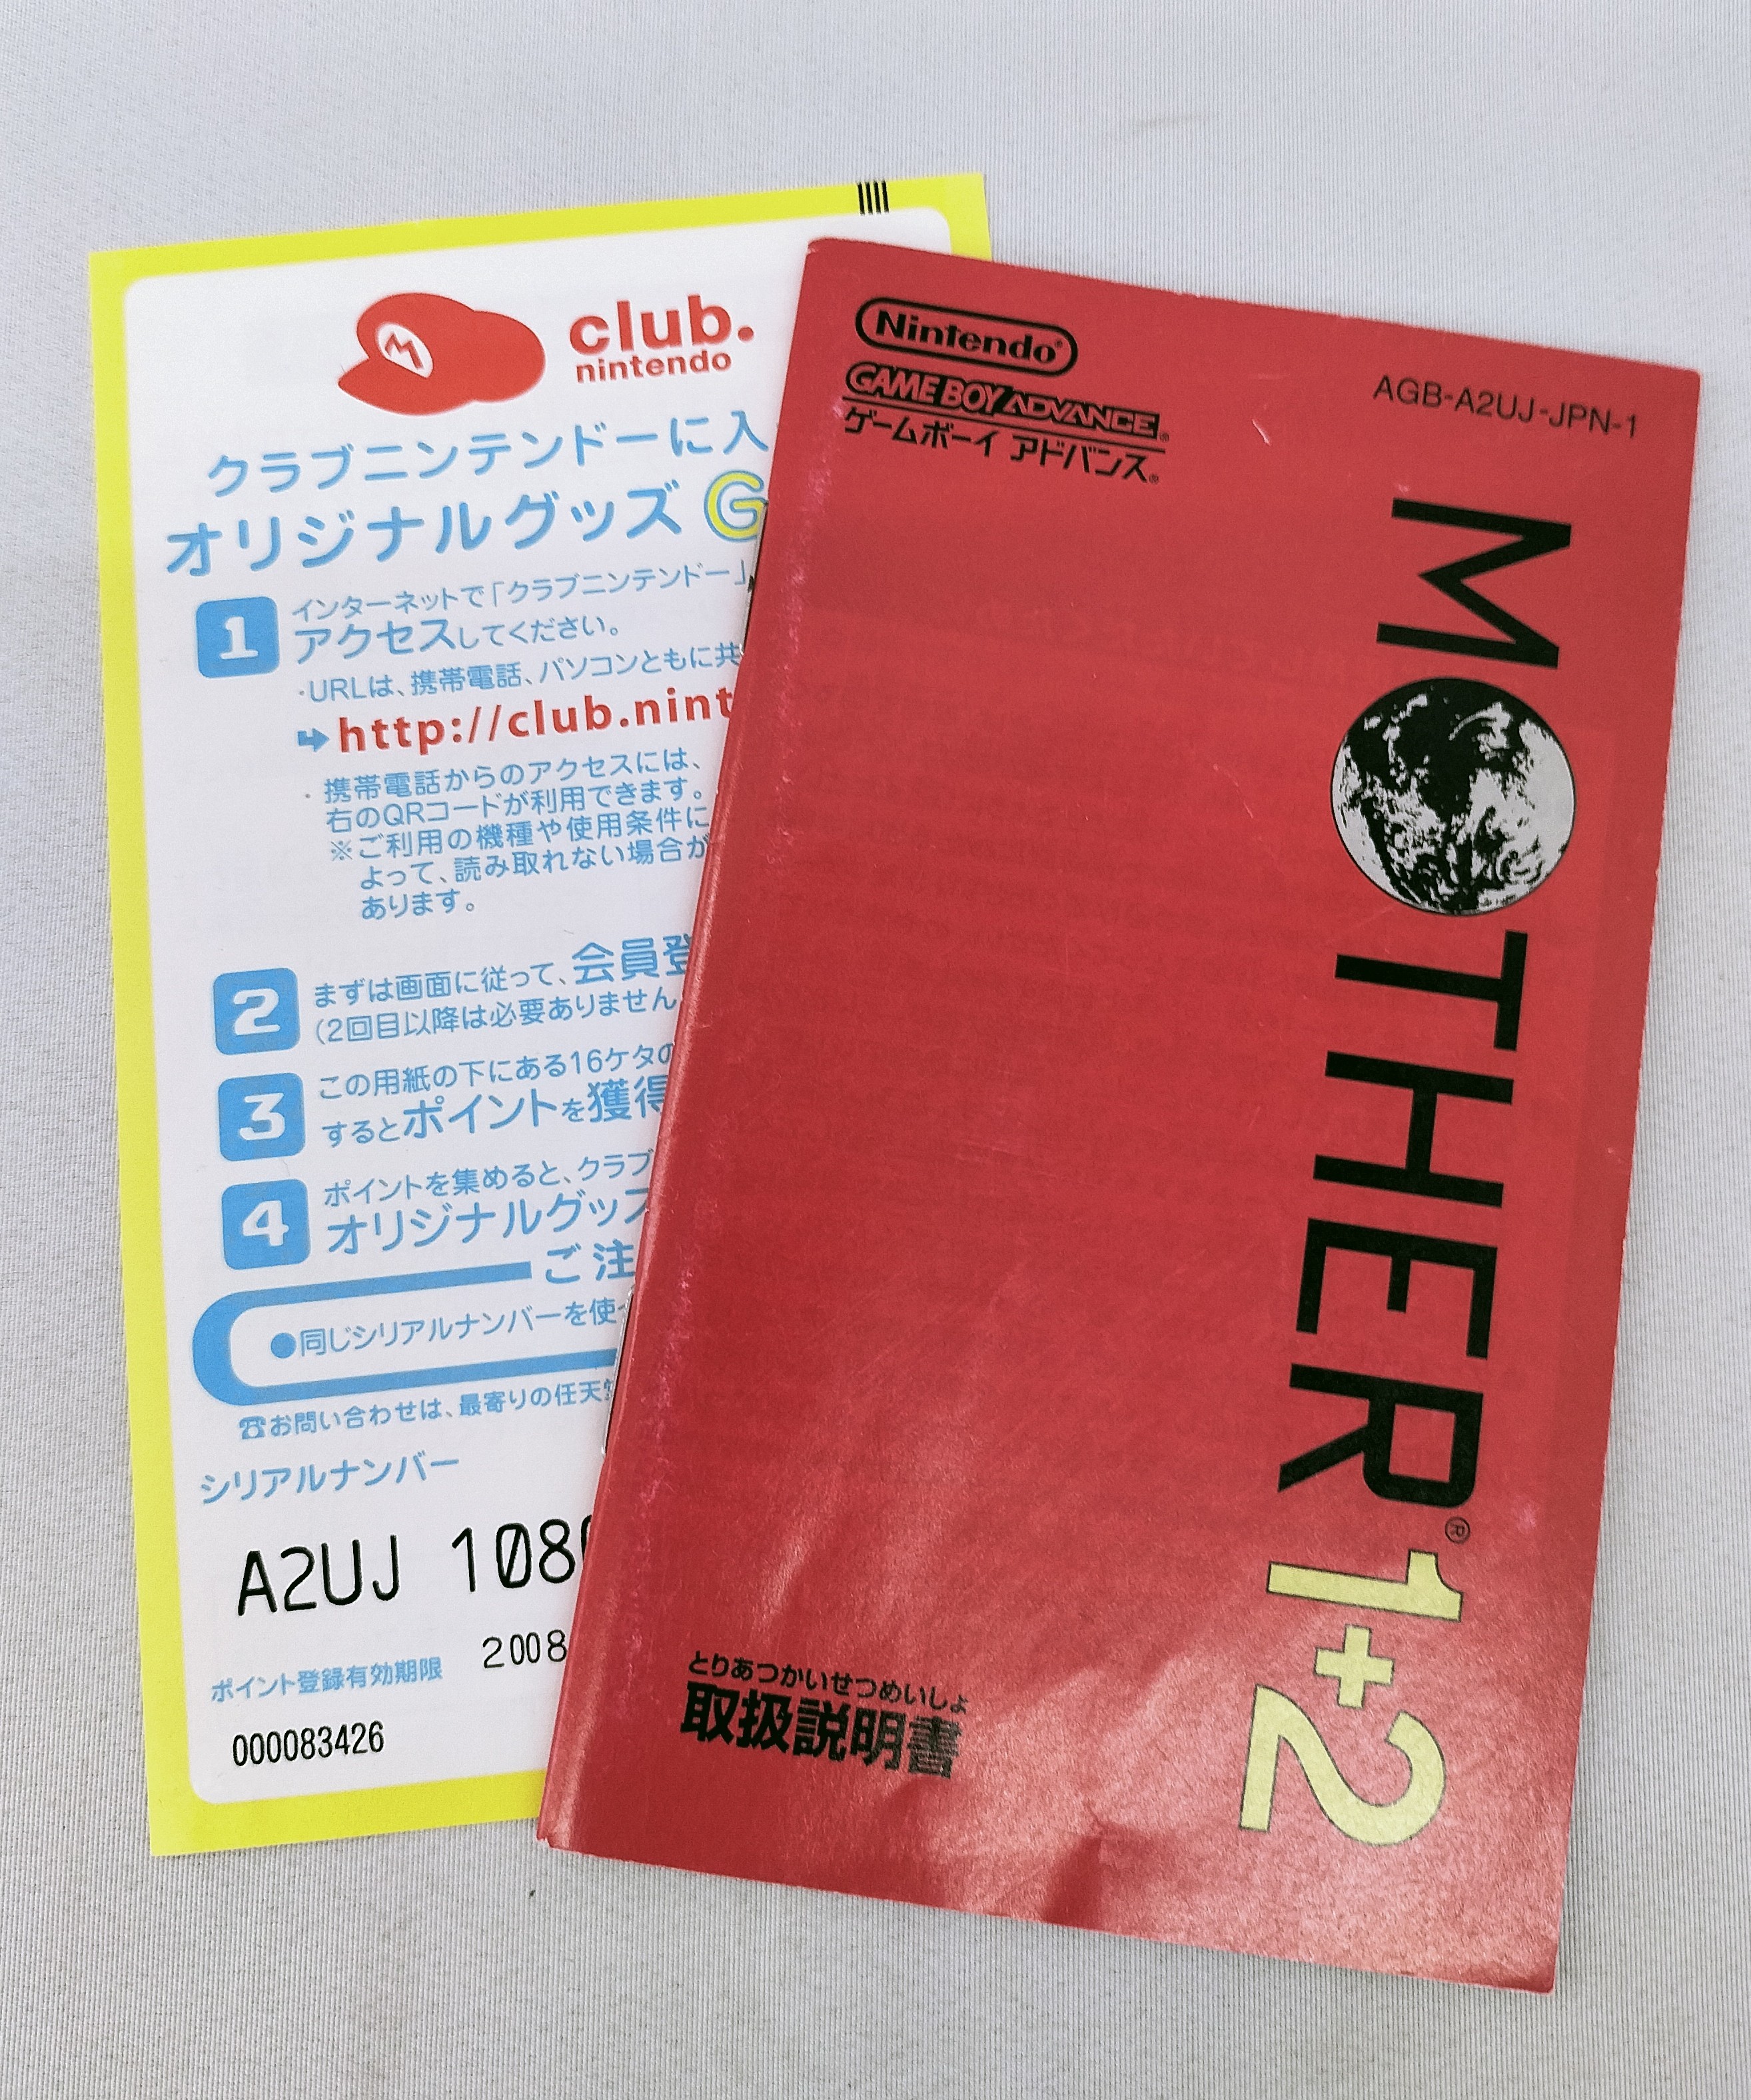 club.
nintendo
クラブニンテンドーに入
オリジナルグッズ G
1
インターネットで「クラブニンテンドー」
アクセスしてください。
・URLは、携帯電話、パソコンともに共
➡http://club.nint
・携帯電話からのアクセスには、
右のQRコードが利用できます。
※ご利用の機種や使用条件に
よって、読み取れない場合が
あります。
2
まずは画面に従って、会員登
(2回目以降は必要ありません
3
この用紙の下にある16ケタの
するとポイントを獲得
4
ポイントを集めると、クラブ
オリジナルグッズ
ご注
●同じシリアルナンバーを使っ
☎お問い合わせは、最寄りの任天堂
シリアルナンバー
A2UJ 108
2008
ポイント登録有効期限
000083426
Nintendo®
GAME BOY ADVANCE®
ゲームボーイ アドバンス®
AGB-A2UJ-JPN-1
MOTHER® 1+2
とりあつかいせつめいしょ
取扱説明書